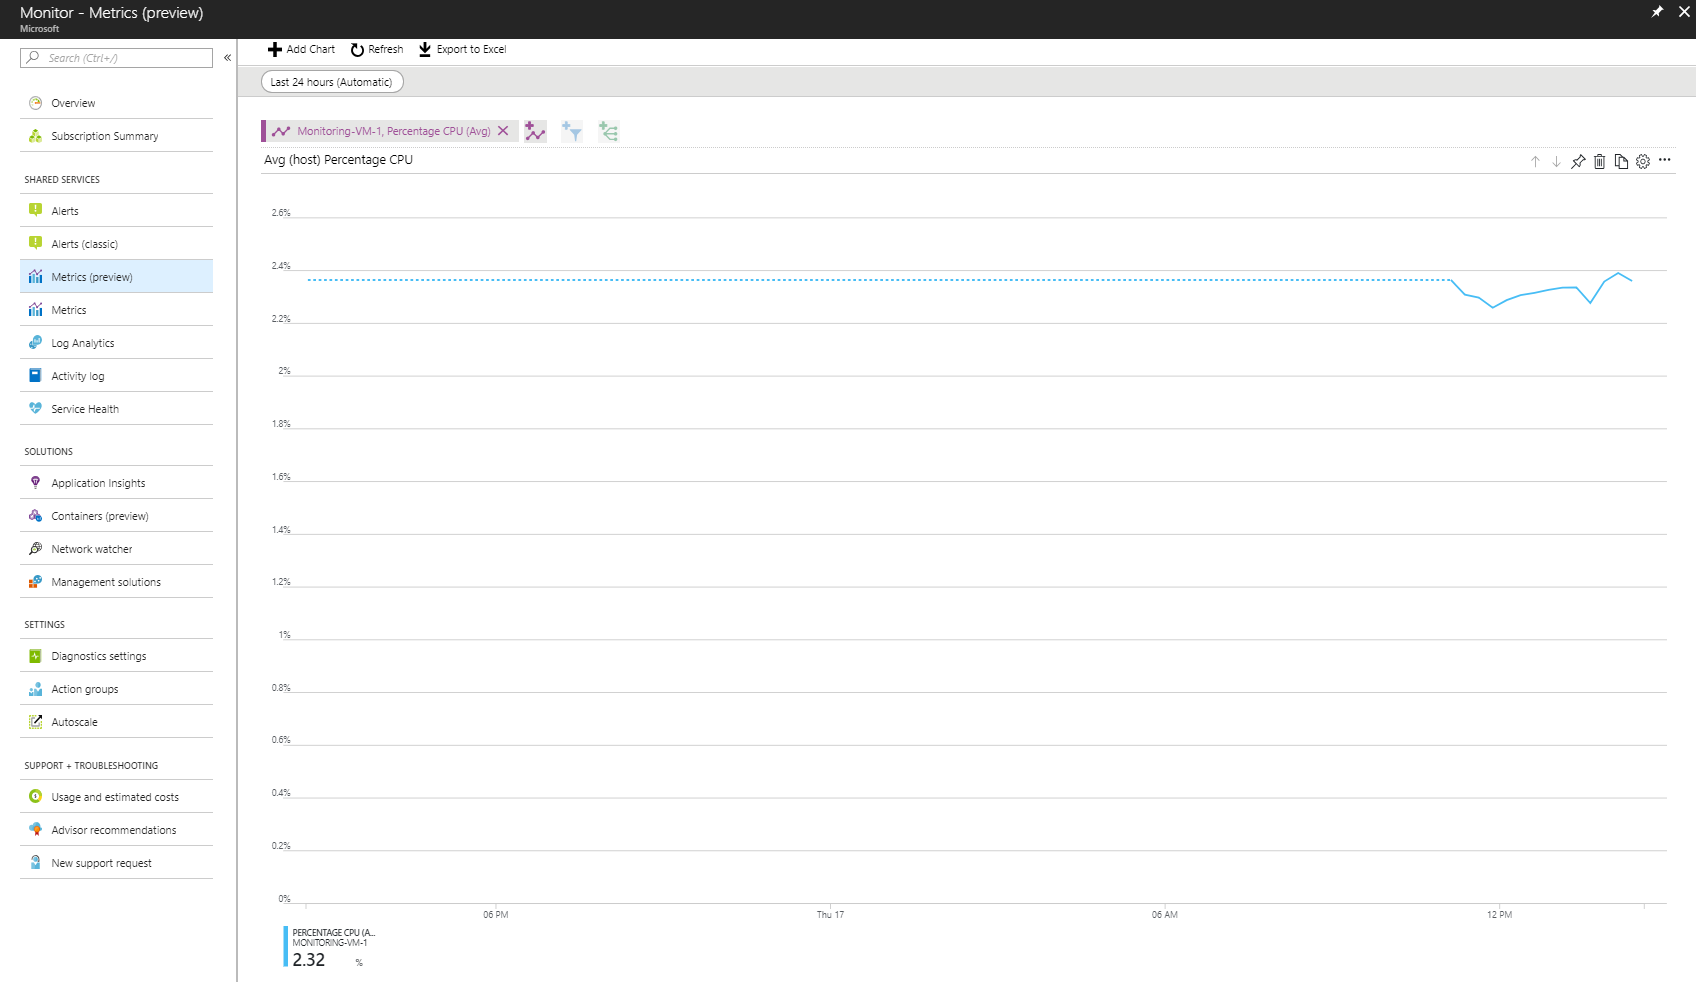 Monitor - Metrics (preview)
Microsoft
Search (Ctrl+/)
«
Overview
Subscription Summary
SHARED SERVICES
Alerts
Alerts (classic)
Metrics (preview)
Metrics
Log Analytics
Activity log
Service Health
SOLUTIONS
Application Insights
Containers (preview)
Network watcher
Management solutions
SETTINGS
Diagnostics settings
Action groups
Autoscale
SUPPORT + TROUBLESHOOTING
Usage and estimated costs
Advisor recommendations
New support request
Add Chart Refresh Export to Excel
Last 24 hours (Automatic)
Monitoring-VM-1, Percentage CPU (Avg)
Avg (host) Percentage CPU
2.6%
2.4%
2.2%
2%
1.8%
1.6%
1.4%
1.2%
1%
0.8%
0.6%
0.4%
0.2%
0%
06 PM Thu 17 06 AM 12 PM
PERCENTAGE CPU (A...
MONITORING-VM-1
2.32 %